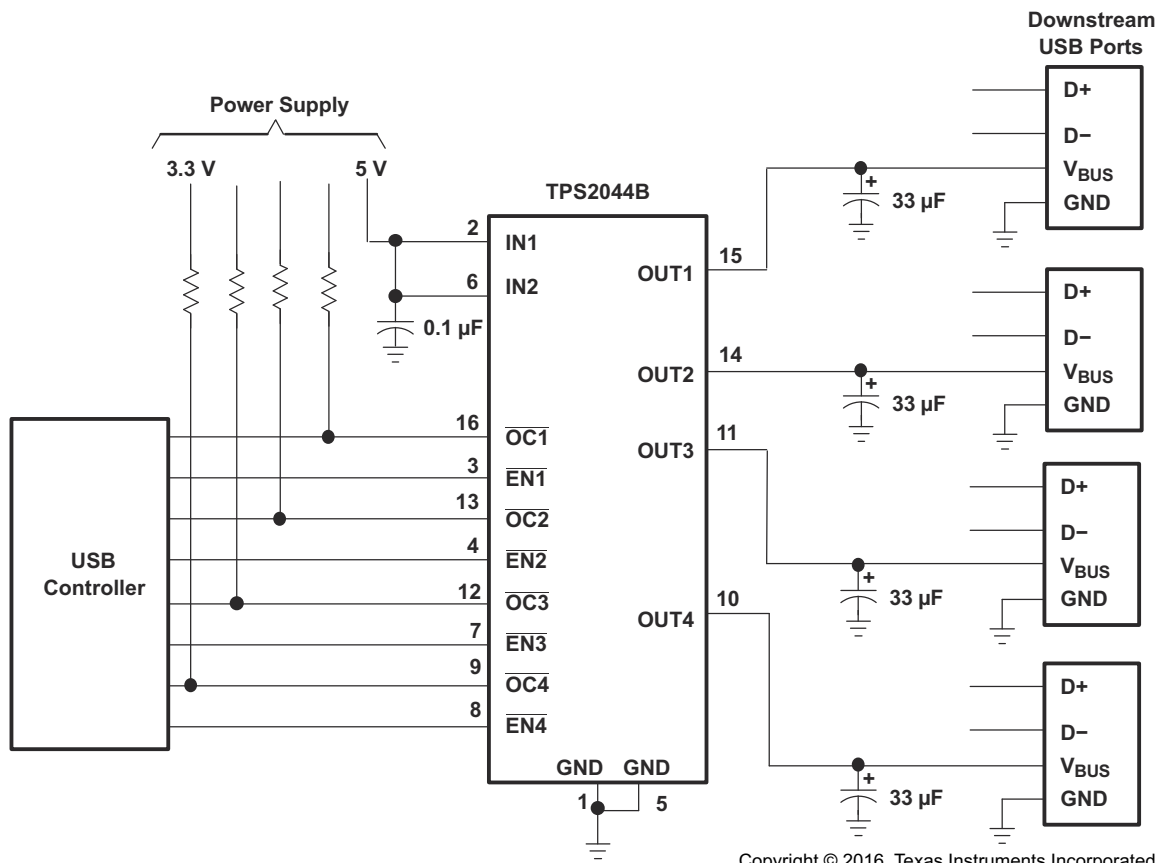 Downstream
USB Ports
Power Supply
3.3 V
5 V
TPS2044B
2
IN1
6
IN2
0.1 µF
16
OC1
3
EN1
13
OC2
4
EN2
12
OC3
7
EN3
9
OC4
8
EN4
USB
Controller
GND
GND
1
5
OUT1
15
OUT2
14
OUT3
11
OUT4
10
+
33 µF
D+
D−
VBUS
GND
+
33 µF
D+
D−
VBUS
GND
+
33 µF
D+
D−
VBUS
GND
+
33 µF
D+
D−
VBUS
GND
Copyright © 2016, Texas Instruments Incorporated